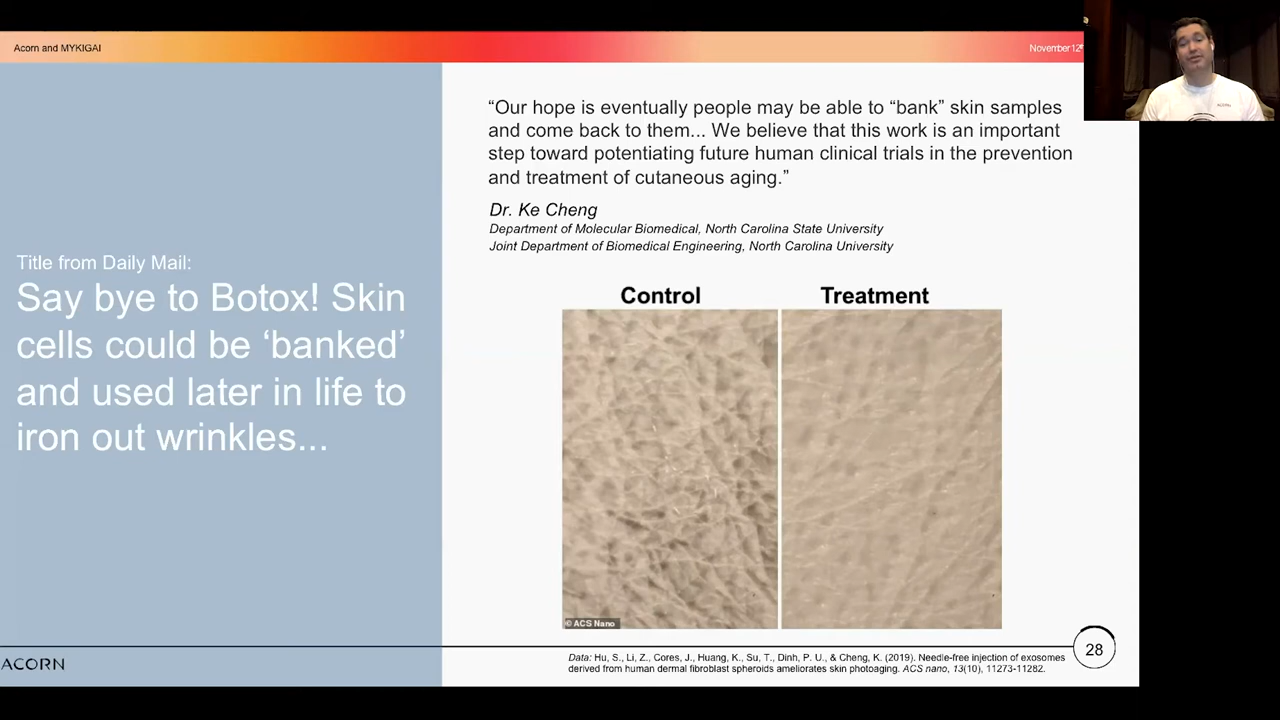 Acorn and MYKIGAI
November 12
Title from Daily Mail:
Say bye to Botox! Skin
cells could be ‘banked’
and used later in life to
iron out wrinkles...
“Our hope is eventually people may be able to “bank” skin samples
and come back to them... We believe that this work is an important
step toward potentiating future human clinical trials in the prevention
and treatment of cutaneous aging.”
Dr. Ke Cheng
Department of Molecular Biomedical, North Carolina State University
Joint Department of Biomedical Engineering, North Carolina University
Control
Treatment
© ACS Nano
Data: Hu, S., Li, Z., Cores, J., Huang, K., Su, T., Dinh, P. U., & Cheng, K. (2019). Needle-free injection of exosomes
derived from human dermal fibroblast spheroids ameliorates skin photoaging. ACS nano, 13(10), 11273-11282.
28
ACORN